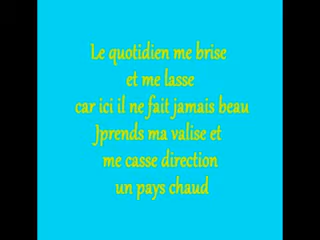 Le quotidien me brise
et me lasse
car ici il ne fait jamais beau
Jprends ma valise et
me casse direction
un pays chaud